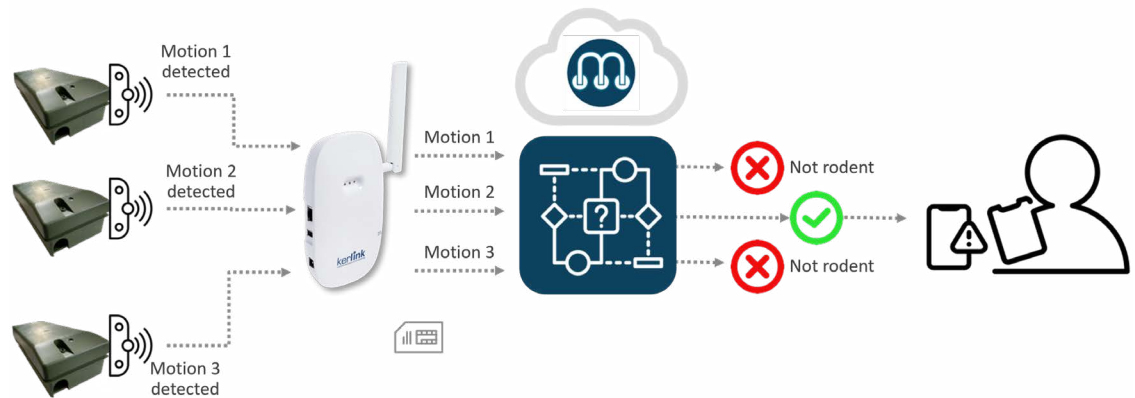 Motion 1
detected
Motion 2
detected
Motion 3
detected
kerlink
Motion 1
Motion 2
Motion 3
m
?
Not rodent
Not rodent